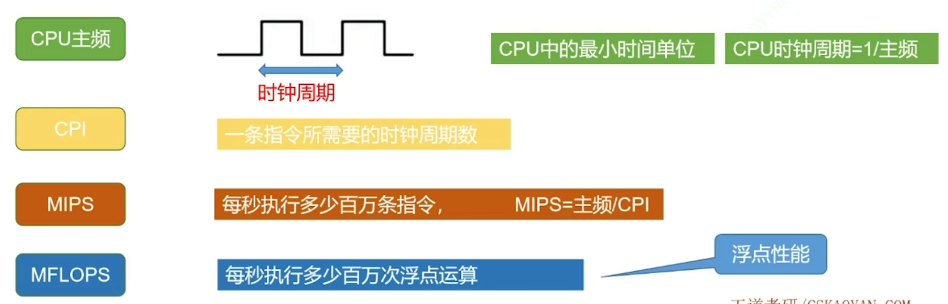 CPU主频
CPU中的最小时间单位
CPU时钟周期=1/主频
时钟周期
CPI
一条指令所需要的时钟周期数
MIPS
每秒执行多少百万条指令， MIPS=主频/CPI
浮点性能
MFLOPS
每秒执行多少百万次浮点运算
王道考研/CSKAOYAN.COM